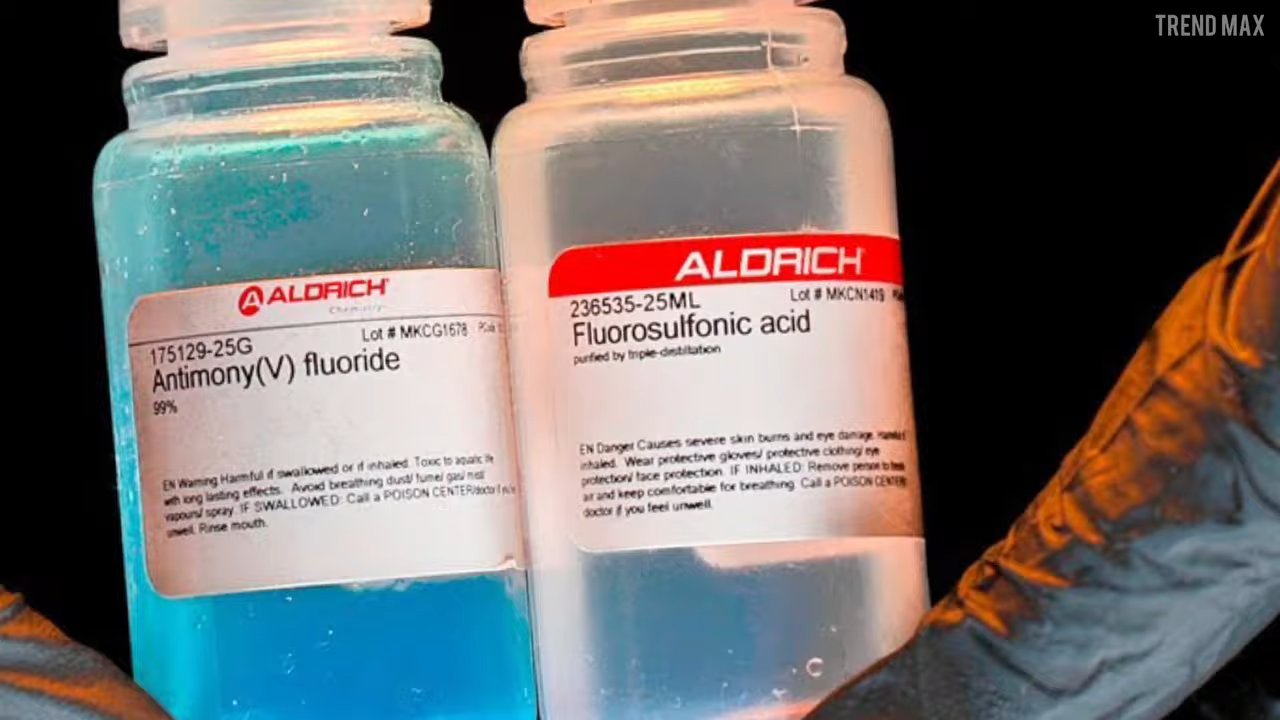 TREND MAX
ALDRICH
Chemistry
Lot # MKCG1678
175129-25G
Antimony(V) fluoride
99%
EN Warning Harmful if swallowed or if inhaled. Toxic to aquatic life
with long lasting effects. Avoid breathing dust/ fume/ gas/ mist/
vapours/ spray. IF SWALLOWED: Call a POISON CENTER/doctor if you
unwell. Rinse mouth.
ALDRICH
236535-25ML
Lot # MKCN1419
Fluorosulfonic acid
purified by triple-distillation
EN Danger Causes severe skin burns and eye damage. Harmful if
inhaled. Wear protective gloves/ protective clothing/ eye
protection/ face protection. IF INHALED: Remove person to fresh
air and keep comfortable for breathing. Call a POISON CENTER/
doctor if you feel unwell.